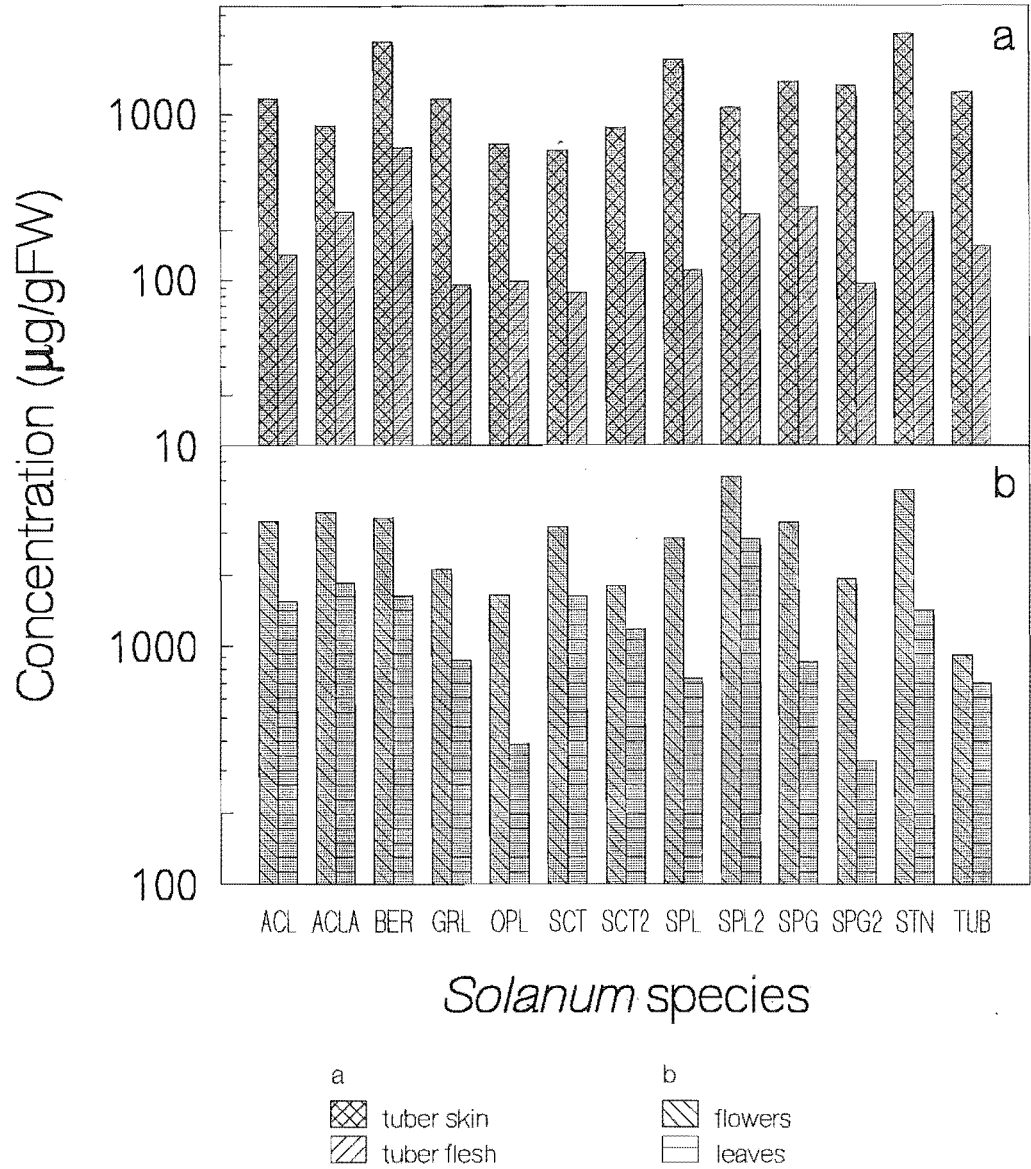 a
1000
100
10
Concentration (µg/gFW)
b
1000
100
ACL ACLA BER GRL OPL SCT SCT2 SPL SPL2 SPG SPG2 STN TUB
Solanum species
a
tuber skin
tuber flesh
b
flowers
leaves